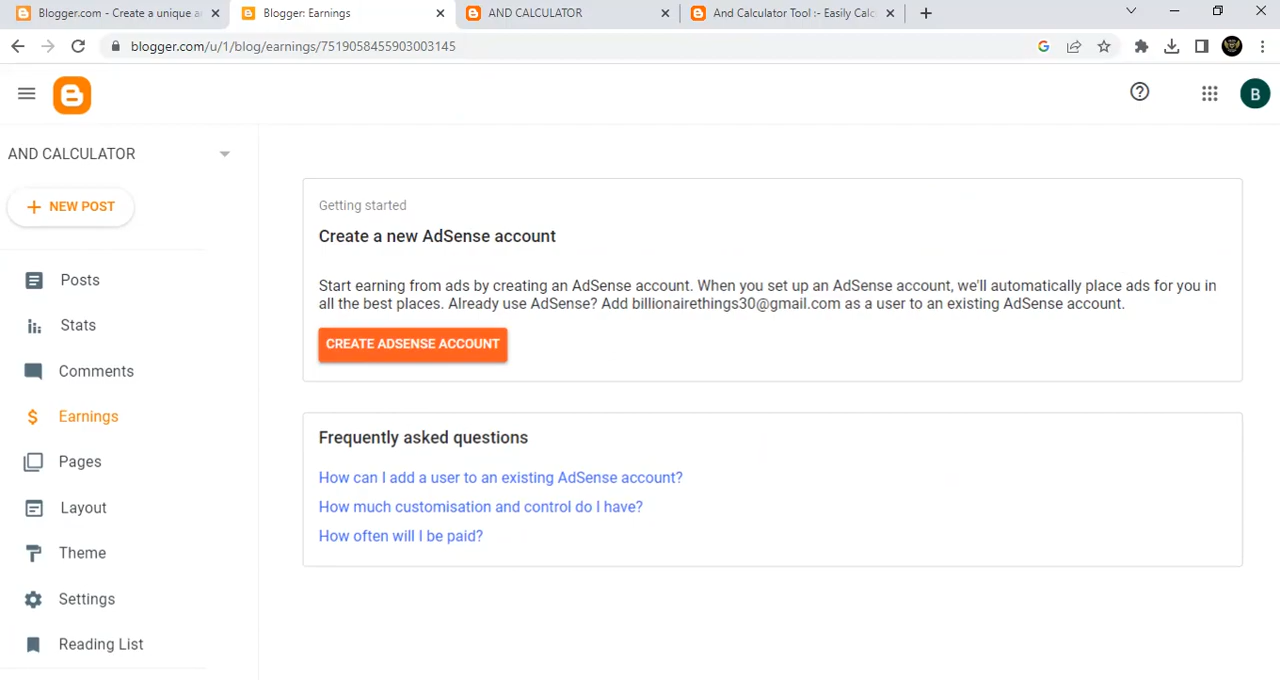 Blogger.com - Create a unique a
Blogger: Earnings
AND CALCULATOR
And Calculator Tool :- Easily Calc
blogger.com/u/1/blog/earnings/7519058455903003145
B
AND CALCULATOR
NEW POST
Posts
Stats
Comments
Earnings
Pages
Layout
Theme
Settings
Reading List
Getting started
Create a new AdSense account
Start earning from ads by creating an AdSense account. When you set up an AdSense account, we'll automatically place ads for you in
all the best places. Already use AdSense? Add billionairethings30@gmail.com as a user to an existing AdSense account.
CREATE ADSENSE ACCOUNT
Frequently asked questions
How can I add a user to an existing AdSense account?
How much customisation and control do I have?
How often will I be paid?